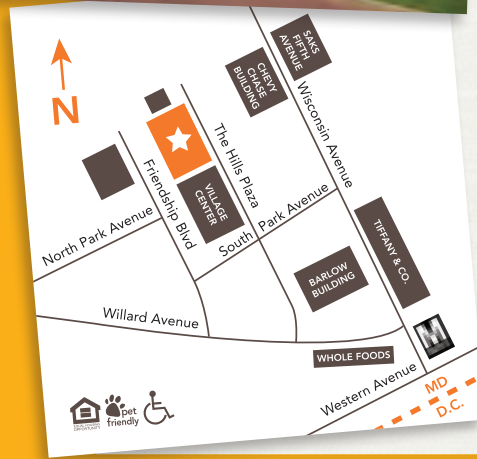 SAKS
FIFTH
AVENUE
CHEVY
CHASE
BUILDING
N
Wisconsin Avenue
The Hills Plaza
Friendship Blvd
VILLAGE
CENTER
North Park Avenue
South Park Avenue
TIFFANY & CO.
BARLOW
BUILDING
Willard Avenue
WHOLE FOODS
Western Avenue
MD
D.C.
pet
friendly